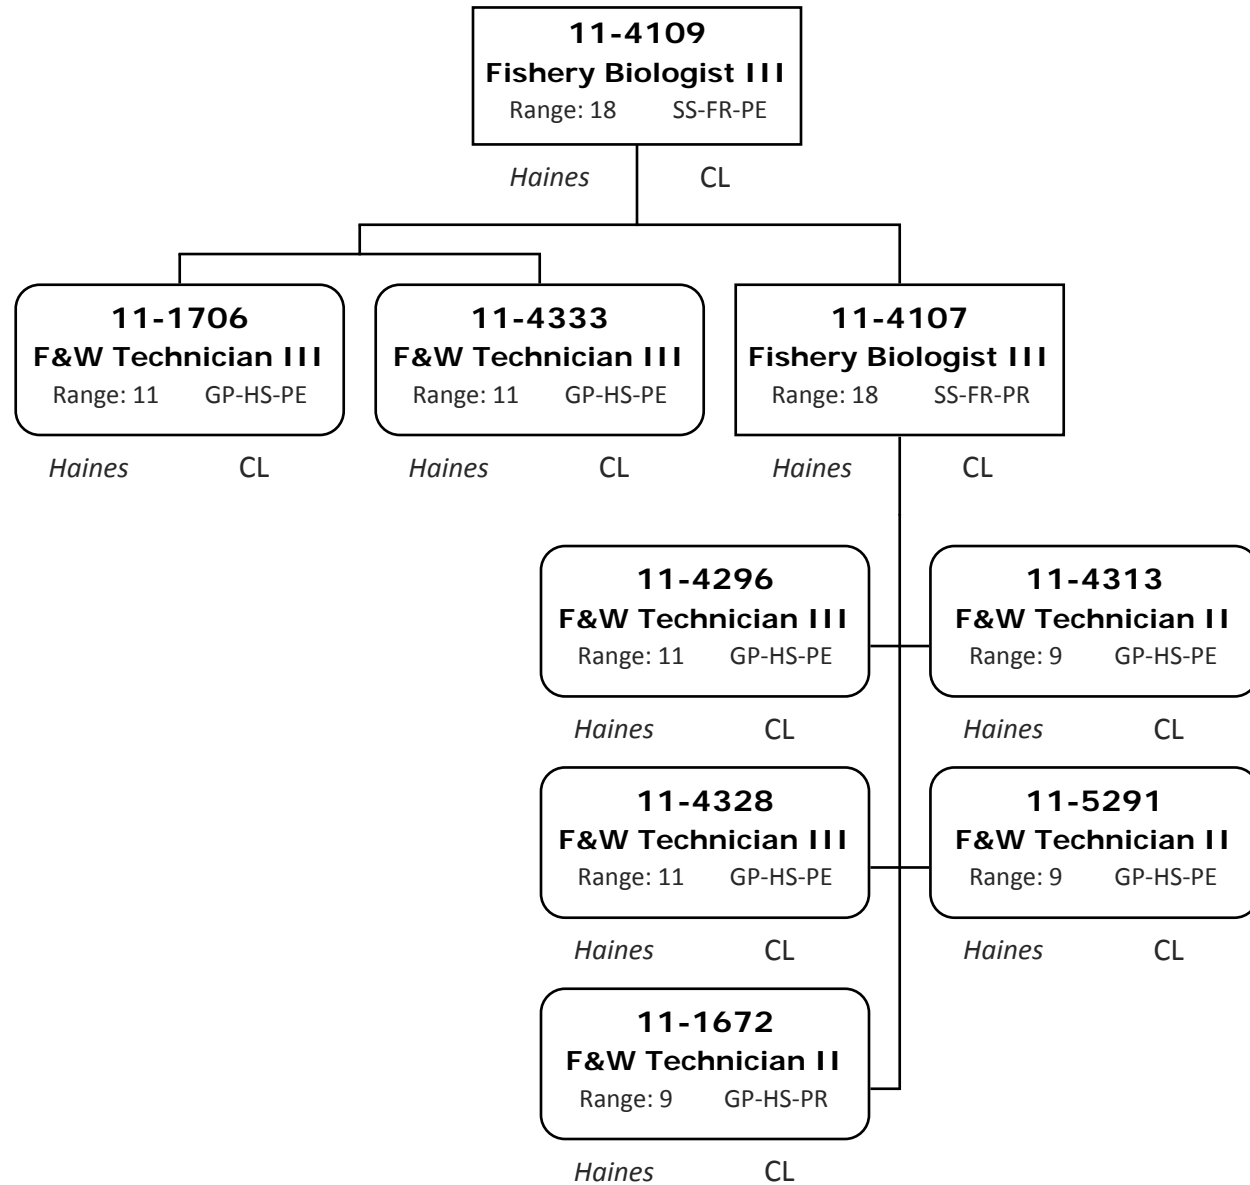 11-4109
Fishery Biologist III
Range: 18 SS-FR-PE
Haines CL
11-1706
F&W Technician III
Range: 11 GP-HS-PE
Haines CL
11-4333
F&W Technician III
Range: 11 GP-HS-PE
Haines CL
11-4107
Fishery Biologist III
Range: 18 SS-FR-PR
Haines CL
11-4296
F&W Technician III
Range: 11 GP-HS-PE
Haines CL
11-4313
F&W Technician II
Range: 9 GP-HS-PE
Haines CL
11-4328
F&W Technician III
Range: 11 GP-HS-PE
Haines CL
11-5291
F&W Technician II
Range: 9 GP-HS-PE
Haines CL
11-1672
F&W Technician II
Range: 9 GP-HS-PR
Haines CL